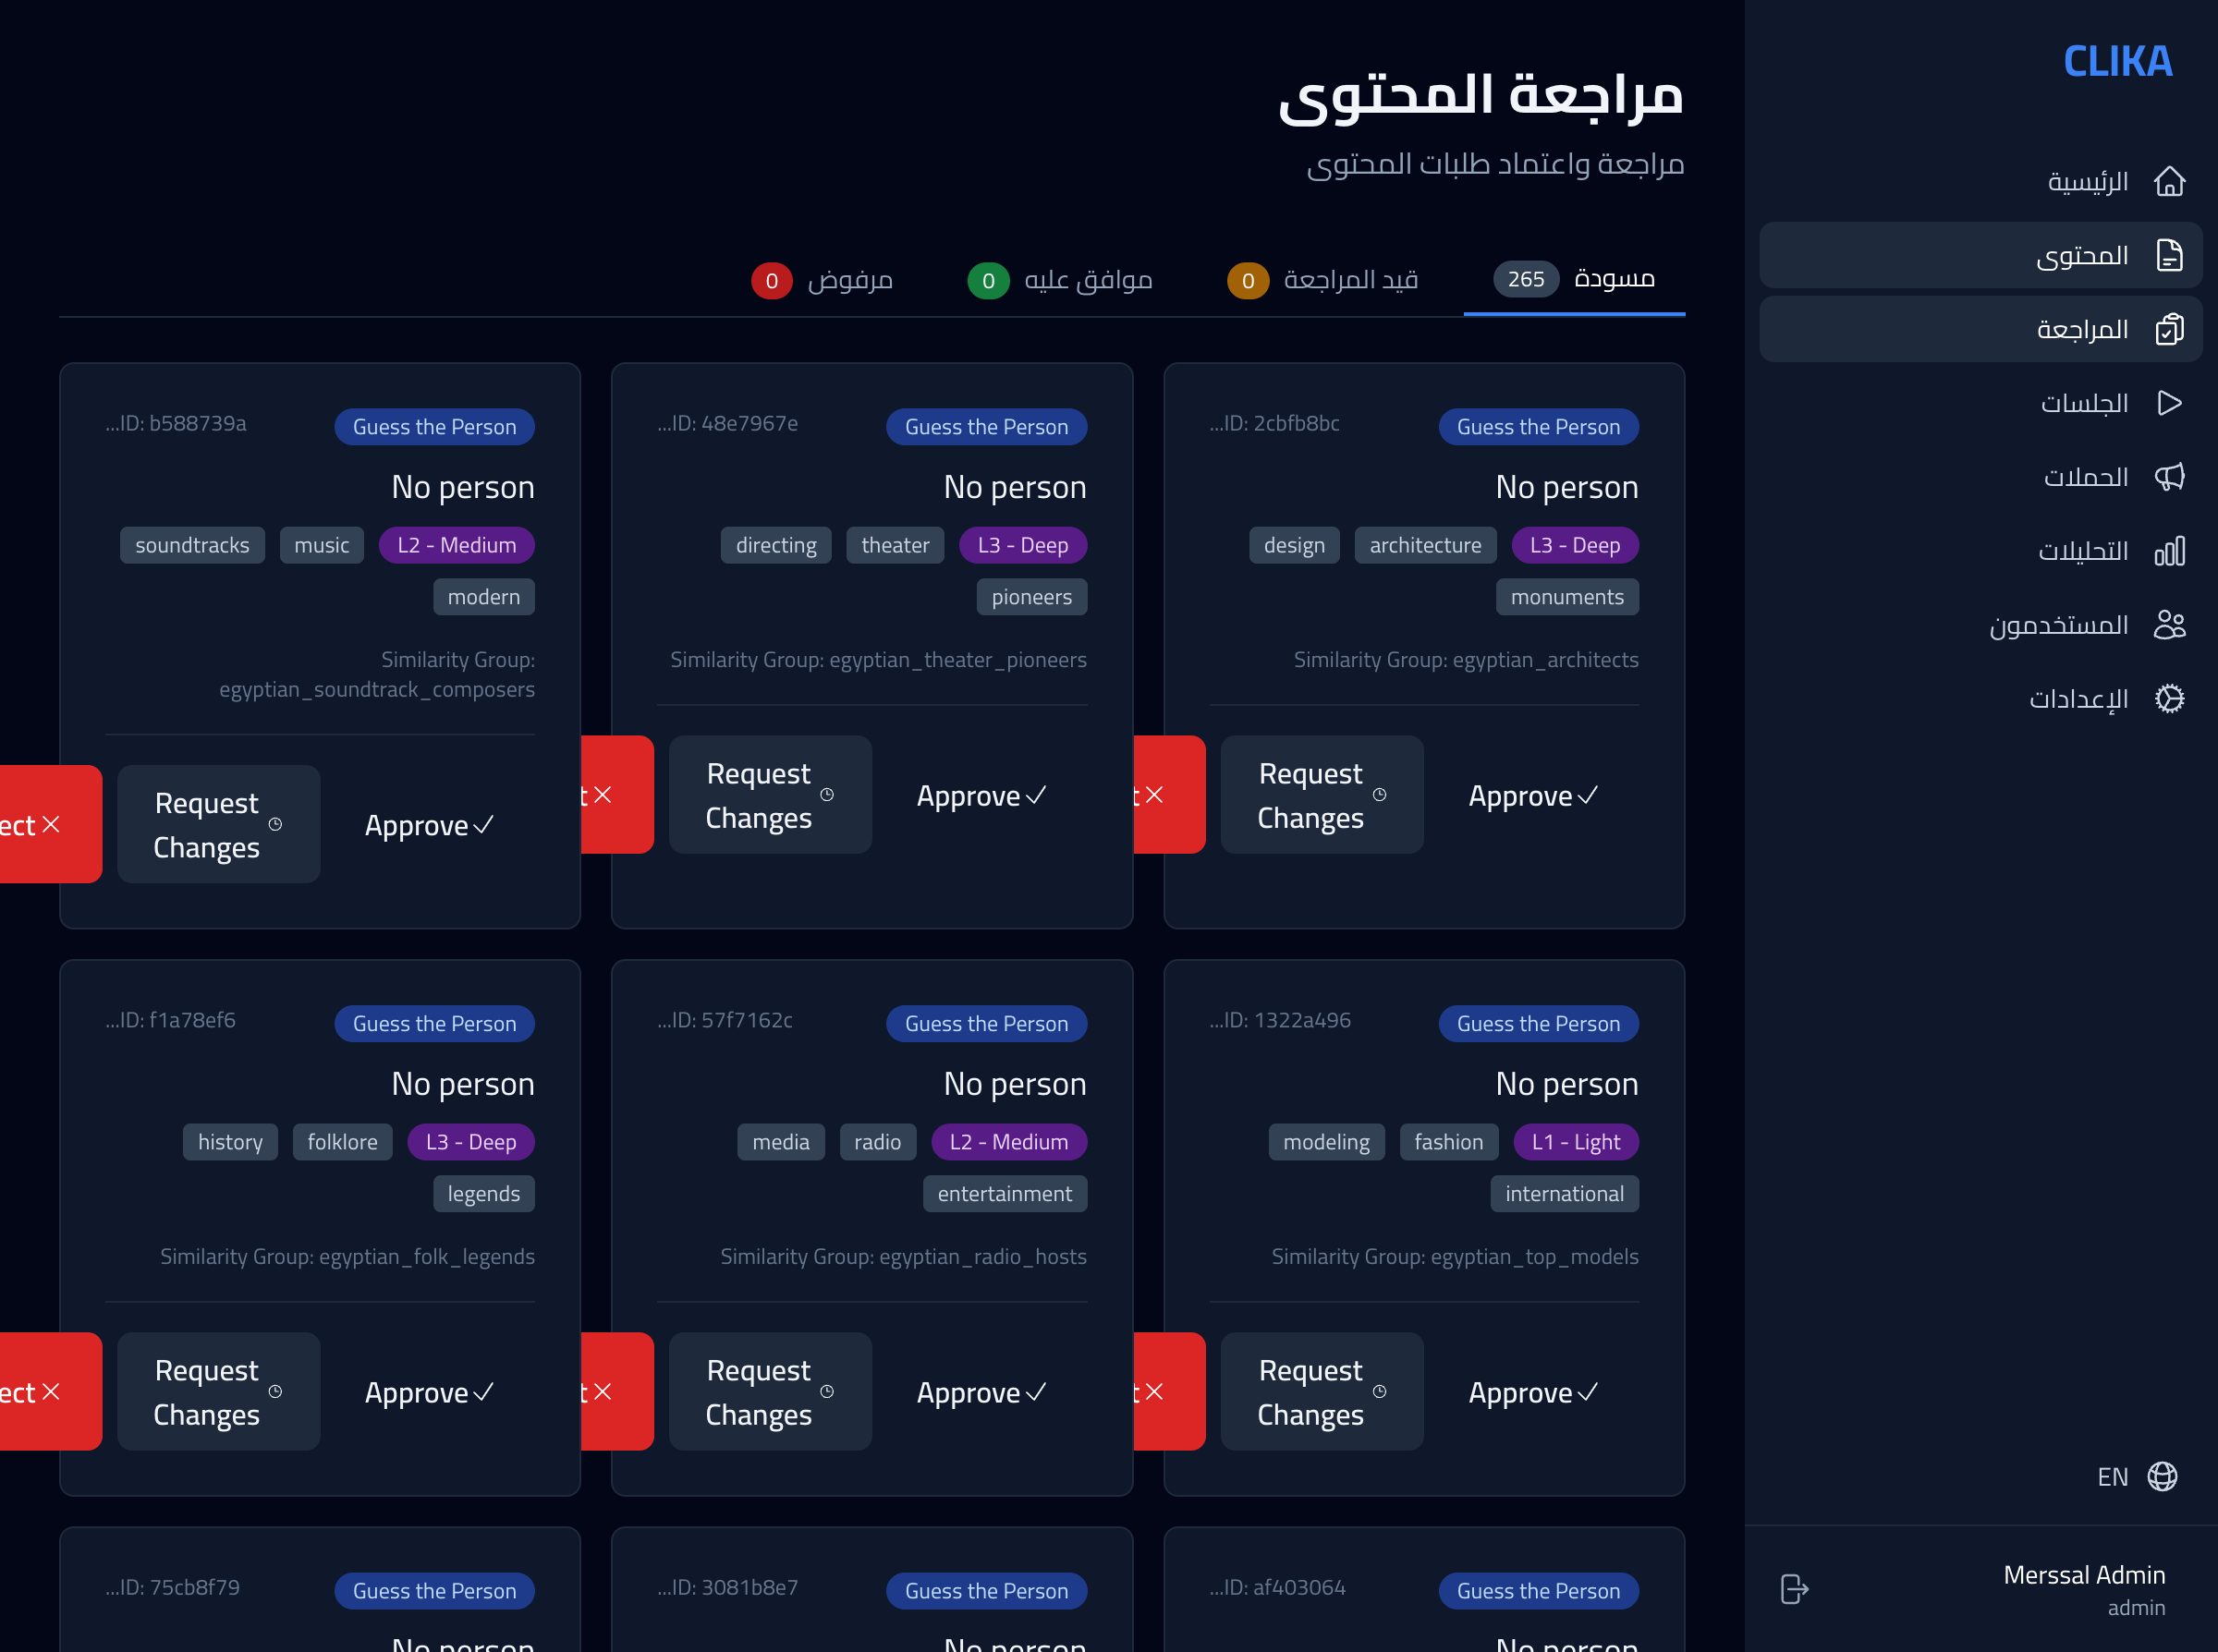 CLIKA
الرئيسية
المحتوى
المراجعة
الجلسات
الحملات
التحليلات
المستخدمون
الإعدادات
EN
Merssal Admin
admin
مراجعة المحتوى
مراجعة واعتماد طلبات المحتوى
مسودة 265
قيد المراجعة 0
موافق عليه 0
مرفوض 0
Guess the Person
...ID: 2cbfb8bc
No person
L3 - Deep architecture design
monuments
Similarity Group: egyptian_architects
Approve
Request
Changes
t
Guess the Person
...ID: 48e7967e
No person
L3 - Deep theater directing
pioneers
Similarity Group: egyptian_theater_pioneers
Approve
Request
Changes
t
Guess the Person
...ID: b588739a
No person
L2 - Medium music soundtracks
modern
Similarity Group:
egyptian_soundtrack_composers
Approve
Request
Changes
ect
Guess the Person
...ID: 1322a496
No person
L1 - Light fashion modeling
international
Similarity Group: egyptian_top_models
Approve
Request
Changes
t
Guess the Person
...ID: 57f7162c
No person
L2 - Medium radio media
entertainment
Similarity Group: egyptian_radio_hosts
Approve
Request
Changes
t
Guess the Person
...ID: f1a78ef6
No person
L3 - Deep folklore history
legends
Similarity Group: egyptian_folk_legends
Approve
Request
Changes
ect
Guess the Person
...ID: af403064
No person
Guess the Person
...ID: 3081b8e7
No person
Guess the Person
...ID: 75cb8f79
No person